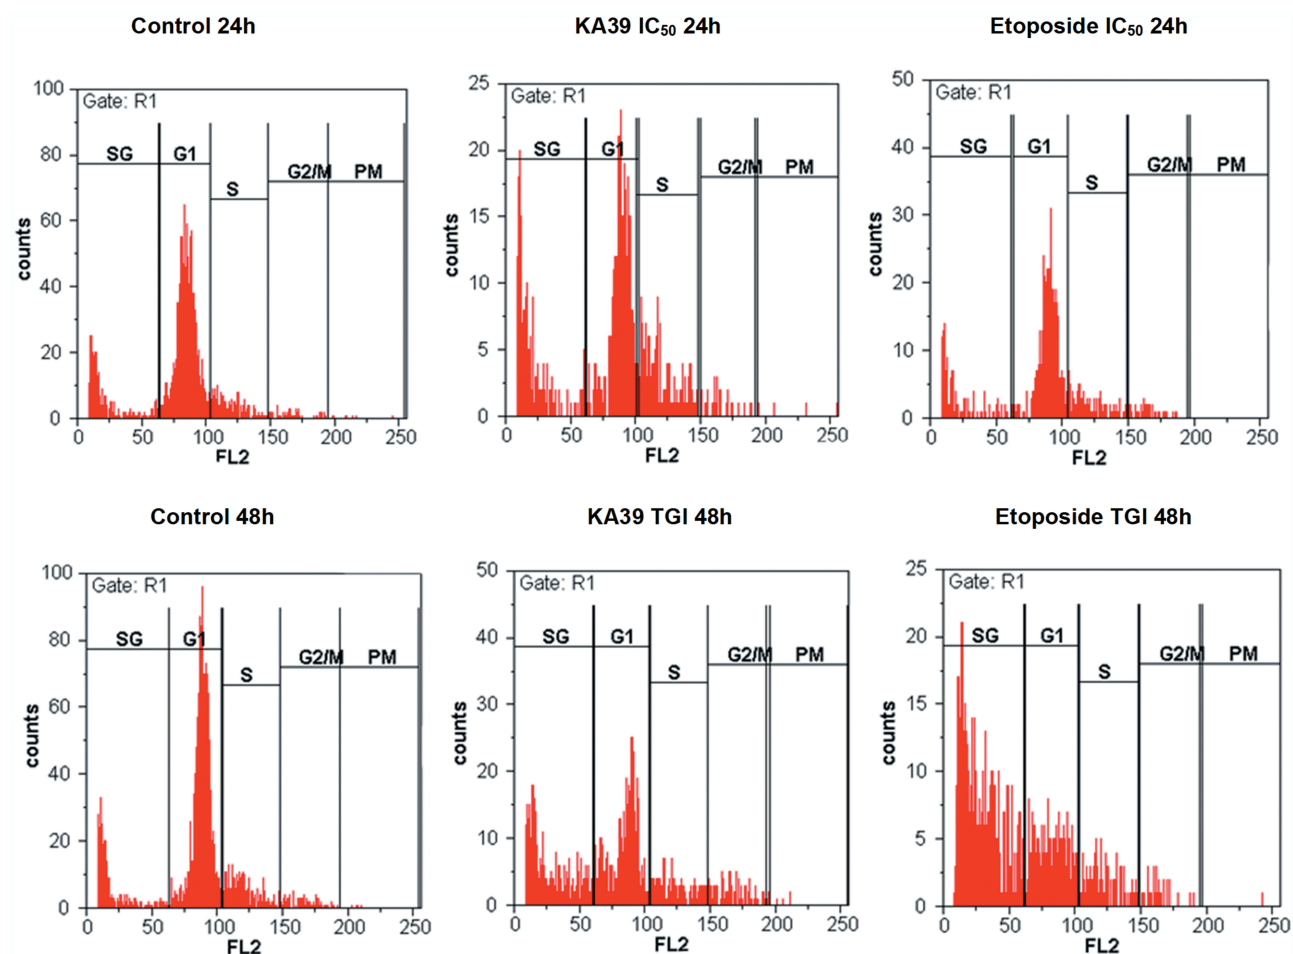 Control 24h
KA39 IC50 24h
Etoposide IC50 24h
100
80
60
40
20
0
counts
Gate: R1
SG
G1
S
G2/M
PM
0
50
100
150
200
250
FL2
25
20
15
10
5
0
counts
Gate: R1
SG
G1
S
G2/M
PM
0
50
100
150
200
250
FL2
50
40
30
20
10
0
counts
Gate: R1
SG
G1
S
G2/M
PM
0
50
100
150
200
250
FL2
Control 48h
KA39 TGI 48h
Etoposide TGI 48h
100
80
60
40
20
0
counts
Gate: R1
SG
G1
S
G2/M
PM
0
50
100
150
200
250
FL2
50
40
30
20
10
0
counts
Gate: R1
SG
G1
S
G2/M
PM
0
50
100
150
200
250
FL2
25
20
15
10
5
0
counts
Gate: R1
SG
G1
S
G2/M
PM
0
50
100
150
200
250
FL2